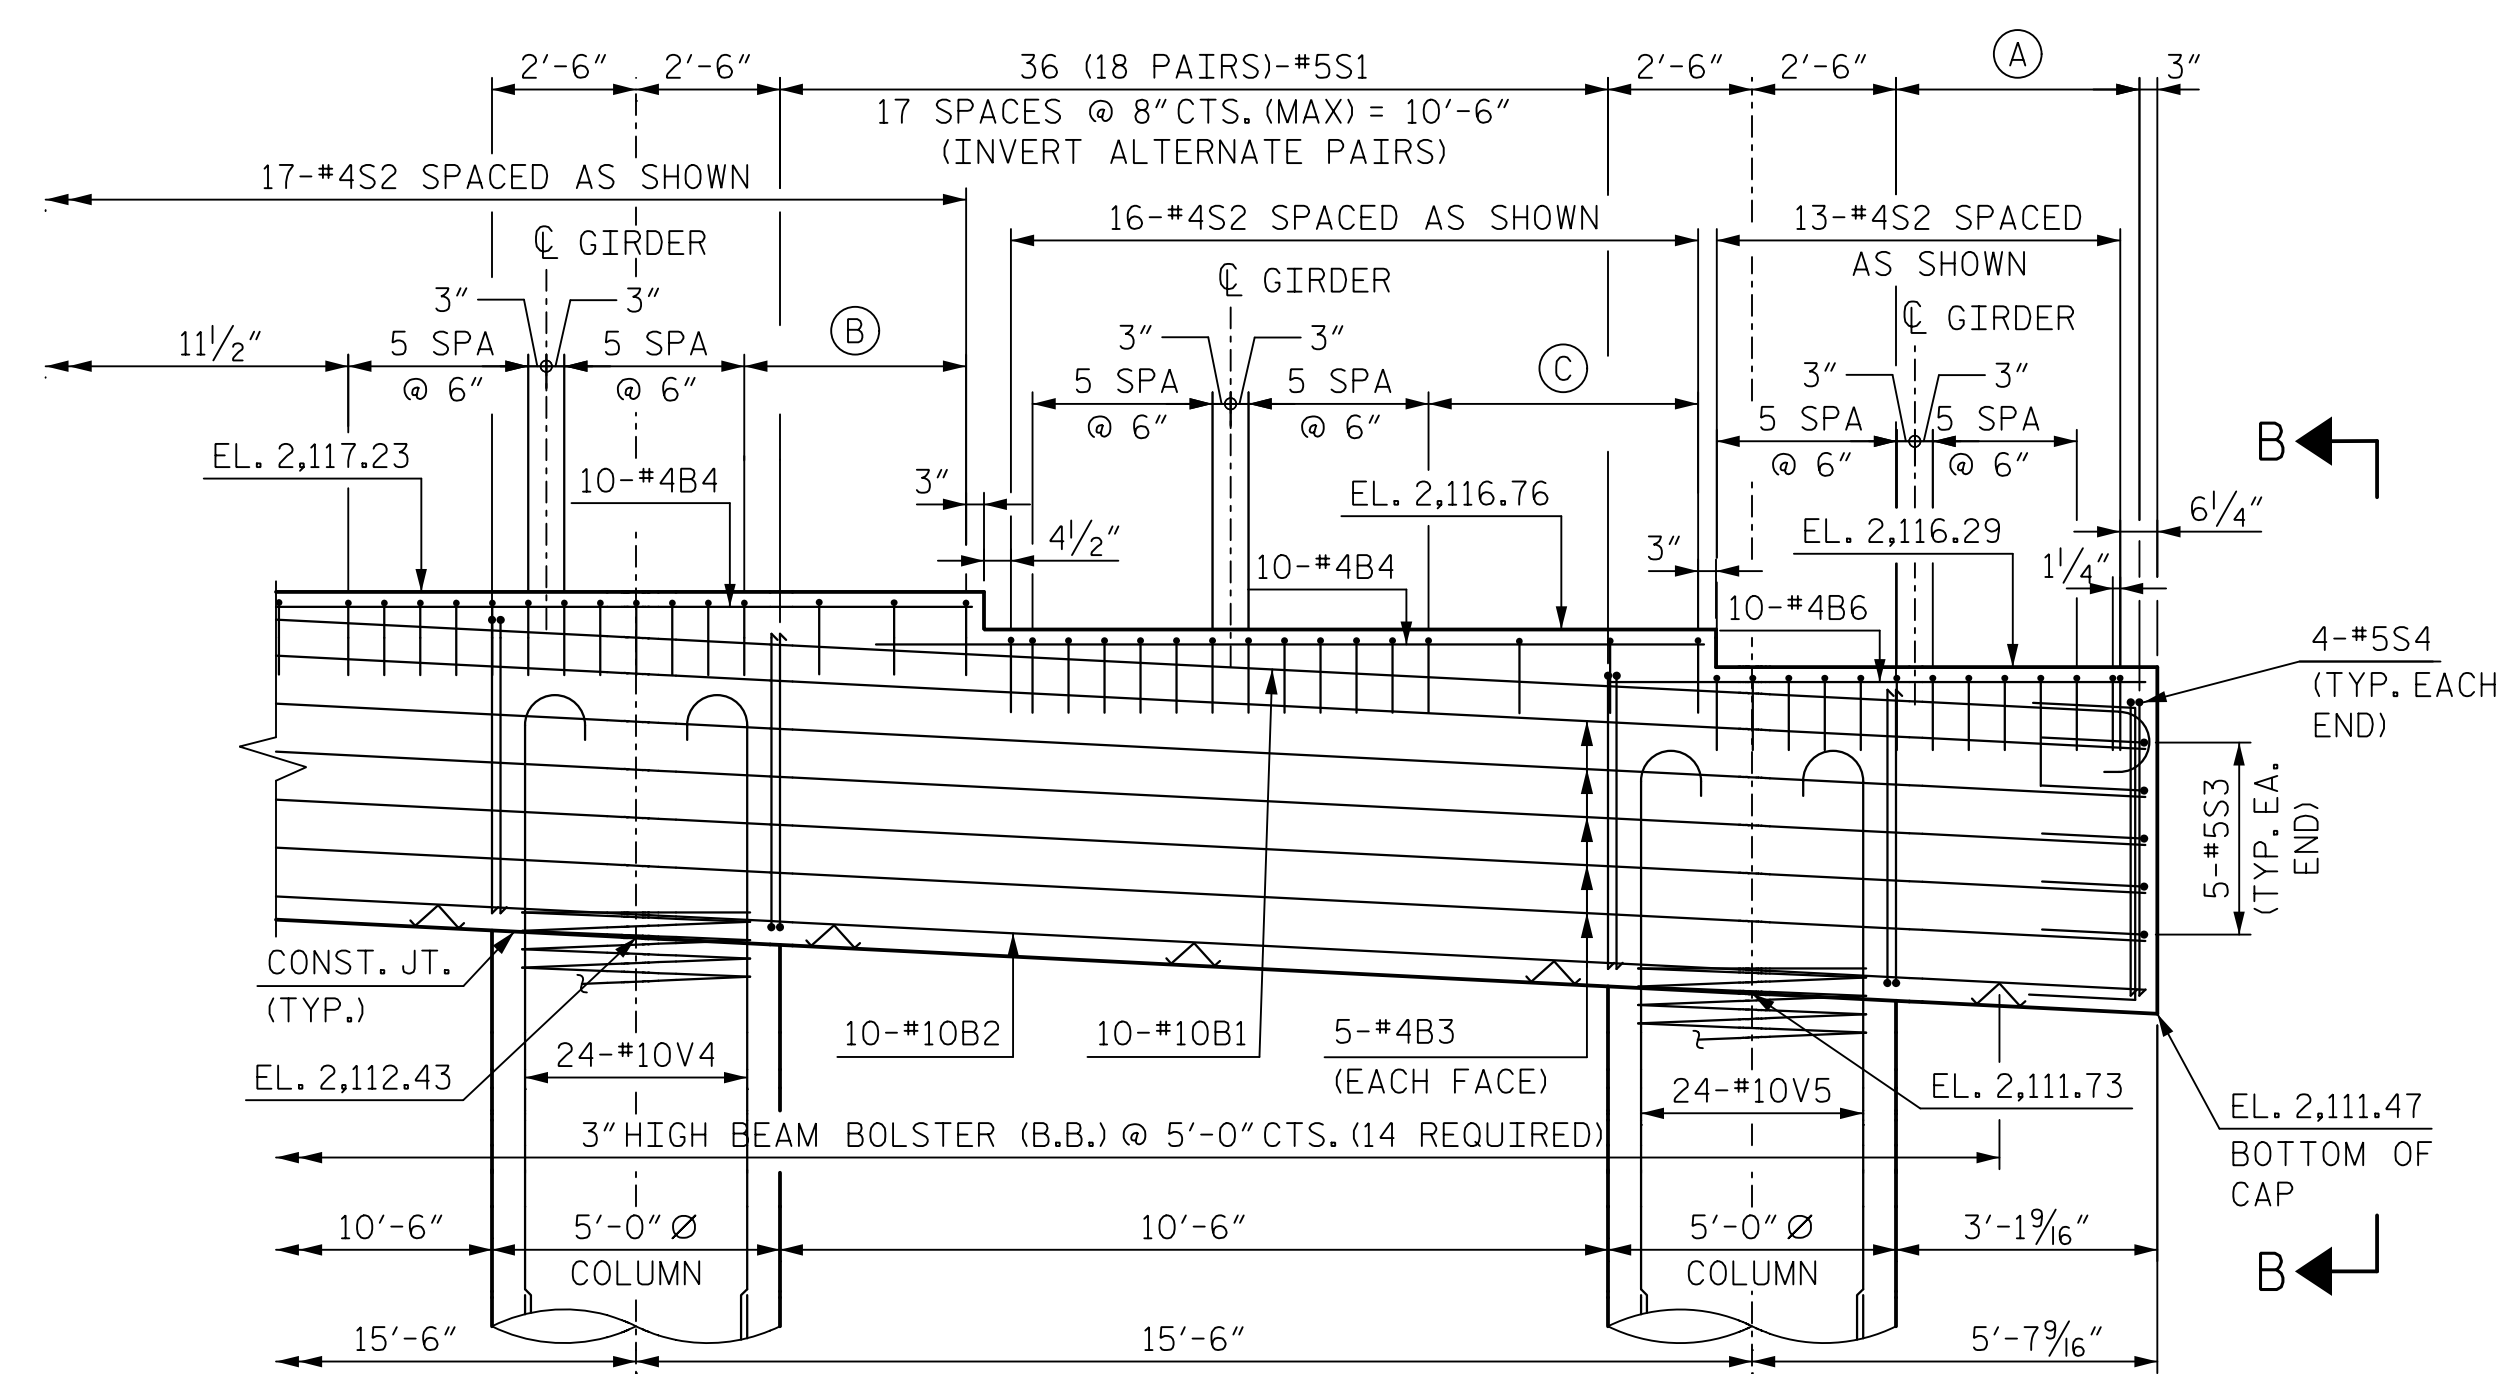 2'-6" 2'-6" 36 (18 PAIRS)-#5S1 2'-6" 2'-6" A 3"
17 SPACES @ 8" CTS. (MAX) = 10'-6"
(INVERT ALTERNATE PAIRS)
17-#4S2 SPACED AS SHOWN
16-#4S2 SPACED AS SHOWN
13-#4S2 SPACED
AS SHOWN
℄ GIRDER
℄ GIRDER
℄ GIRDER
3" 3"
11 1/2" 5 SPA 5 SPA B
@ 6" @ 6"
3" 3"
5 SPA 5 SPA C
@ 6" @ 6"
3" 3"
5 SPA 5 SPA
@ 6" @ 6"
B
EL. 2,117.23
10-#4B4
3"
4 1/2"
EL. 2,116.76
10-#4B4
3"
EL. 2,116.29
6 1/4"
1 1/4"
10-#4B6
4-#5S4
(TYP. EACH
END)
5-#5S3
(TYP. EA.
END)
CONST. JT.
(TYP.)
EL. 2,112.43
24-#10V4
10-#10B2
10-#10B1
5-#4B3
(EACH FACE)
24-#10V5
EL. 2,111.73
EL. 2,111.47
BOTTOM OF
CAP
3" HIGH BEAM BOLSTER (B.B.) @ 5'-0" CTS. (14 REQUIRED)
10'-6" 5'-0" Ø 10'-6" 5'-0" Ø 3'-1 9/16"
COLUMN COLUMN
B
15'-6" 15'-6" 5'-7 9/16"